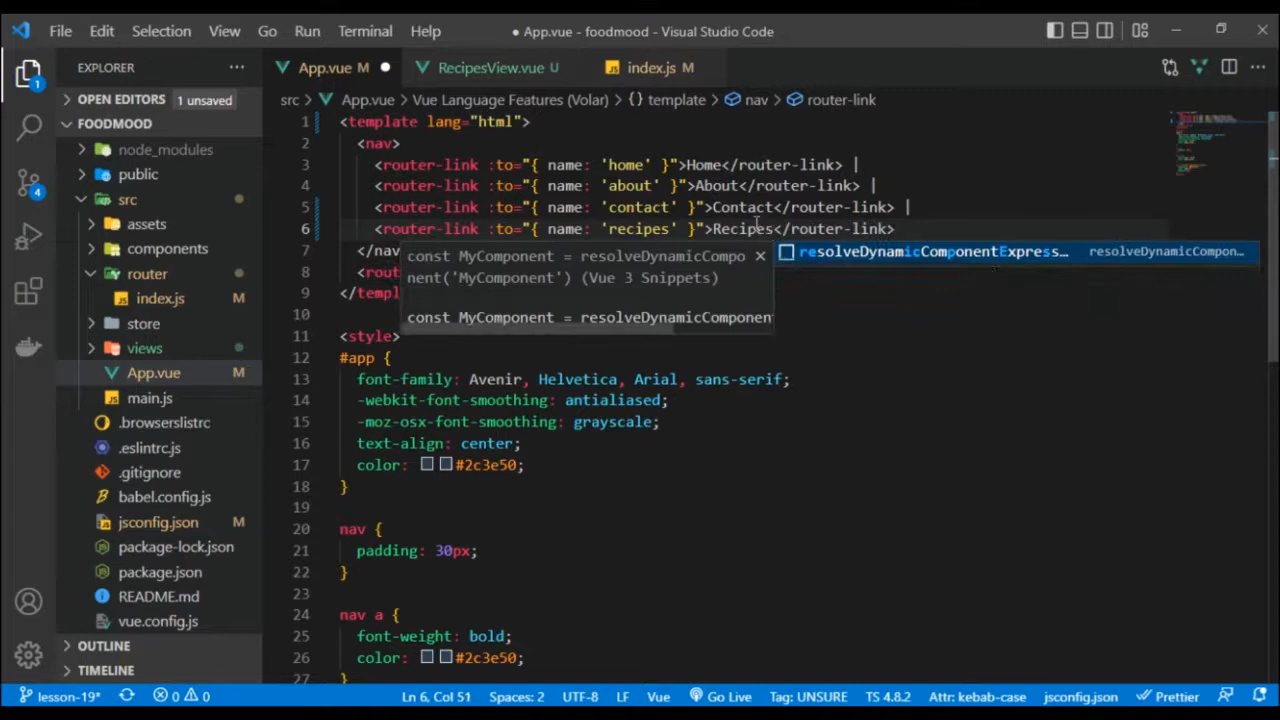 File Edit Selection View Go Run Terminal Help
● App.vue - foodmood - Visual Studio Code
EXPLORER ···
App.vue M ●
RecipesView.vue U
index.js M
1
OPEN EDITORS 1 unsaved
FOODMOOD
node_modules
public
src
assets
components
router
index.js
store
views
App.vue M
main.js
.browserslistrc
.eslintrc.js
.gitignore
babel.config.js
jsconfig.json M
package-lock.json
package.json
README.md
vue.config.js
OUTLINE
TIMELINE
4
src > App.vue > Vue Language Features (Volar) > {} template > nav > router-link
1 <template lang="html">
2 <nav>
3 <router-link :to="{ name: 'home' }">Home</router-link> |
4 <router-link :to="{ name: 'about' }">About</router-link> |
5 <router-link :to="{ name: 'contact' }">Contact</router-link> |
6 <router-link :to="{ name: 'recipes' }">Recipes</router-link>
7 </nav
8 <rou
9 </templ
10
11 <style>
12 #app {
13 font-family: Avenir, Helvetica, Arial, sans-serif;
14 -webkit-font-smoothing: antialiased;
15 -moz-osx-font-smoothing: grayscale;
16 text-align: center;
17 color: #2c3e50;
18 }
19
20 nav {
21 padding: 30px;
22 }
23
24 nav a {
25 font-weight: bold;
26 color: #2c3e50;
27 }
const MyComponent = resolveDynamicCompo
nent('MyComponent') (Vue 3 Snippets)
const MyComponent = resolveDynamicComponent
resolveDynamicComponentExpress… resolveDynamicCompon…
lesson-19* 0 0 Ln 6, Col 51 Spaces: 2 UTF-8 LF Vue Go Live Tag: UNSURE TS 4.8.2 Attr: kebab-case jsconfig.json Prettier